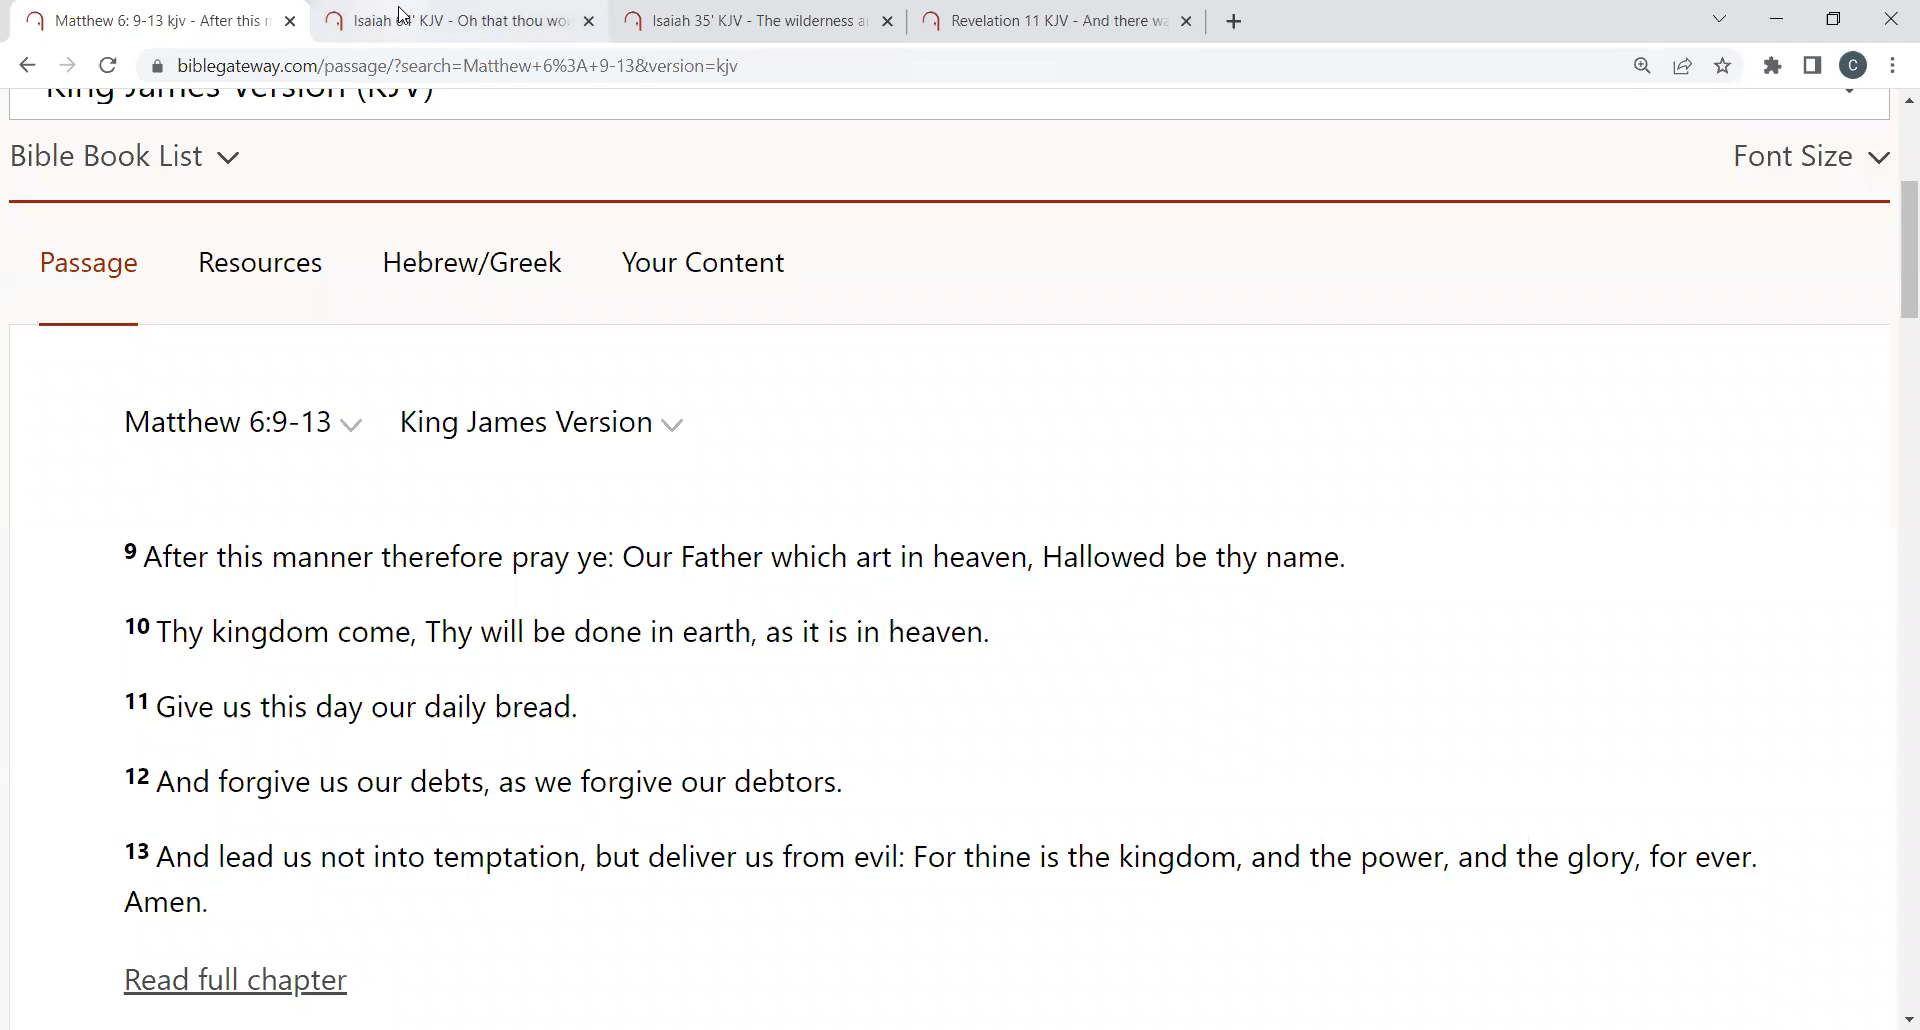 Matthew 6: 9-13 kjv - After this
Isaiah KJV - Oh that thou wo
Isaiah 35' KJV - The wilderness a
Revelation 11 KJV - And there wa
biblegateway.com/passage/?search=Matthew+6%3A+9-13&version=kjv
C
King James Version (KJV)
Bible Book List
Font Size
Passage Resources Hebrew/Greek Your Content
Matthew 6:9-13 King James Version
9 After this manner therefore pray ye: Our Father which art in heaven, Hallowed be thy name.
10 Thy kingdom come, Thy will be done in earth, as it is in heaven.
11 Give us this day our daily bread.
12 And forgive us our debts, as we forgive our debtors.
13 And lead us not into temptation, but deliver us from evil: For thine is the kingdom, and the power, and the glory, for ever.
Amen.
Read full chapter